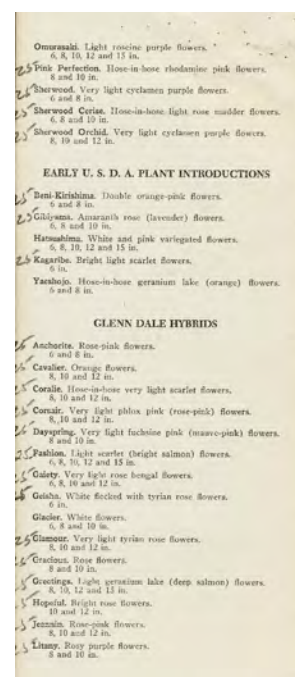 Omurasaki. Light roseine purple flowers.
6, 8, 10, 12 and 15 in.
25 Pink Perfection. Hose-in-hose rhodamine pink flowers.
8 and 10 in.
Sherwood. Very light cyclamen purple flowers.
6 and 8 in.
Sherwood Cerise. Hose-in-hose light rose madder flowers.
6, 8 and 10 in.
Sherwood Orchid. Very light cyclamen purple flowers.
8, 10 and 12 in.
EARLY U. S. D. A. PLANT INTRODUCTIONS
Beni-Kirishima. Double orange-pink flowers.
6 and 8 in.
25 Gibiyama. Amaranth rose (lavender) flowers.
6, 8 and 10 in.
Hatsushima. White and pink variegated flowers.
6, 8, 10, 12 and 15 in.
25 Kagaribe. Bright light scarlet flowers.
6 in.
Yaeshojo. Hose-in-hose geranium lake (orange) flowers.
6 and 8 in.
GLENN DALE HYBRIDS
Anchorite. Rose-pink flowers.
6 and 8 in.
Cavalier. Orange flowers.
8, 10 and 12 in.
Coralie. Hose-in-hose very light scarlet flowers.
8, 10 and 12 in.
Corsair. Very light phlox pink (rose-pink) flowers.
8, 10 and 12 in.
Dayspring. Very light fuchsine pink (mauve-pink) flowers.
8 and 10 in.
25 Fashion. Light scarlet (bright salmon) flowers.
6, 8, 10, 12 and 15 in.
Gaiety. Very light rose bengal flowers.
6, 8, 10 and 12 in.
Geisha. White flecked with tyrian rose flowers.
6 in.
Glacier. White flowers.
6, 8 and 10 in.
25 Glamour. Very light tyrian rose flowers.
8, 10 and 12 in.
Gracious. Rose flowers.
8 and 10 in.
Greetings. Light geranium lake (deep salmon) flowers.
8, 10, 12 and 15 in.
Hopeful. Bright rose flowers.
10 and 12 in.
Jeannin. Rose-pink flowers.
8, 10 and 12 in.
Litany. Rosy purple flowers.
8 and 10 in.